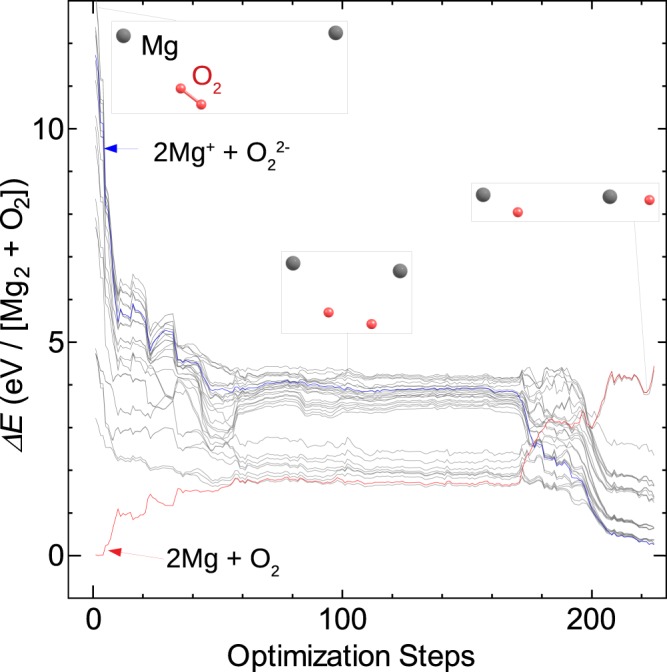 Mg
O₂
10
2Mg⁺ + O₂²⁻
5
2Mg + O₂
0
ΔE (eV / [Mg₂ + O₂])
0
100
200
Optimization Steps